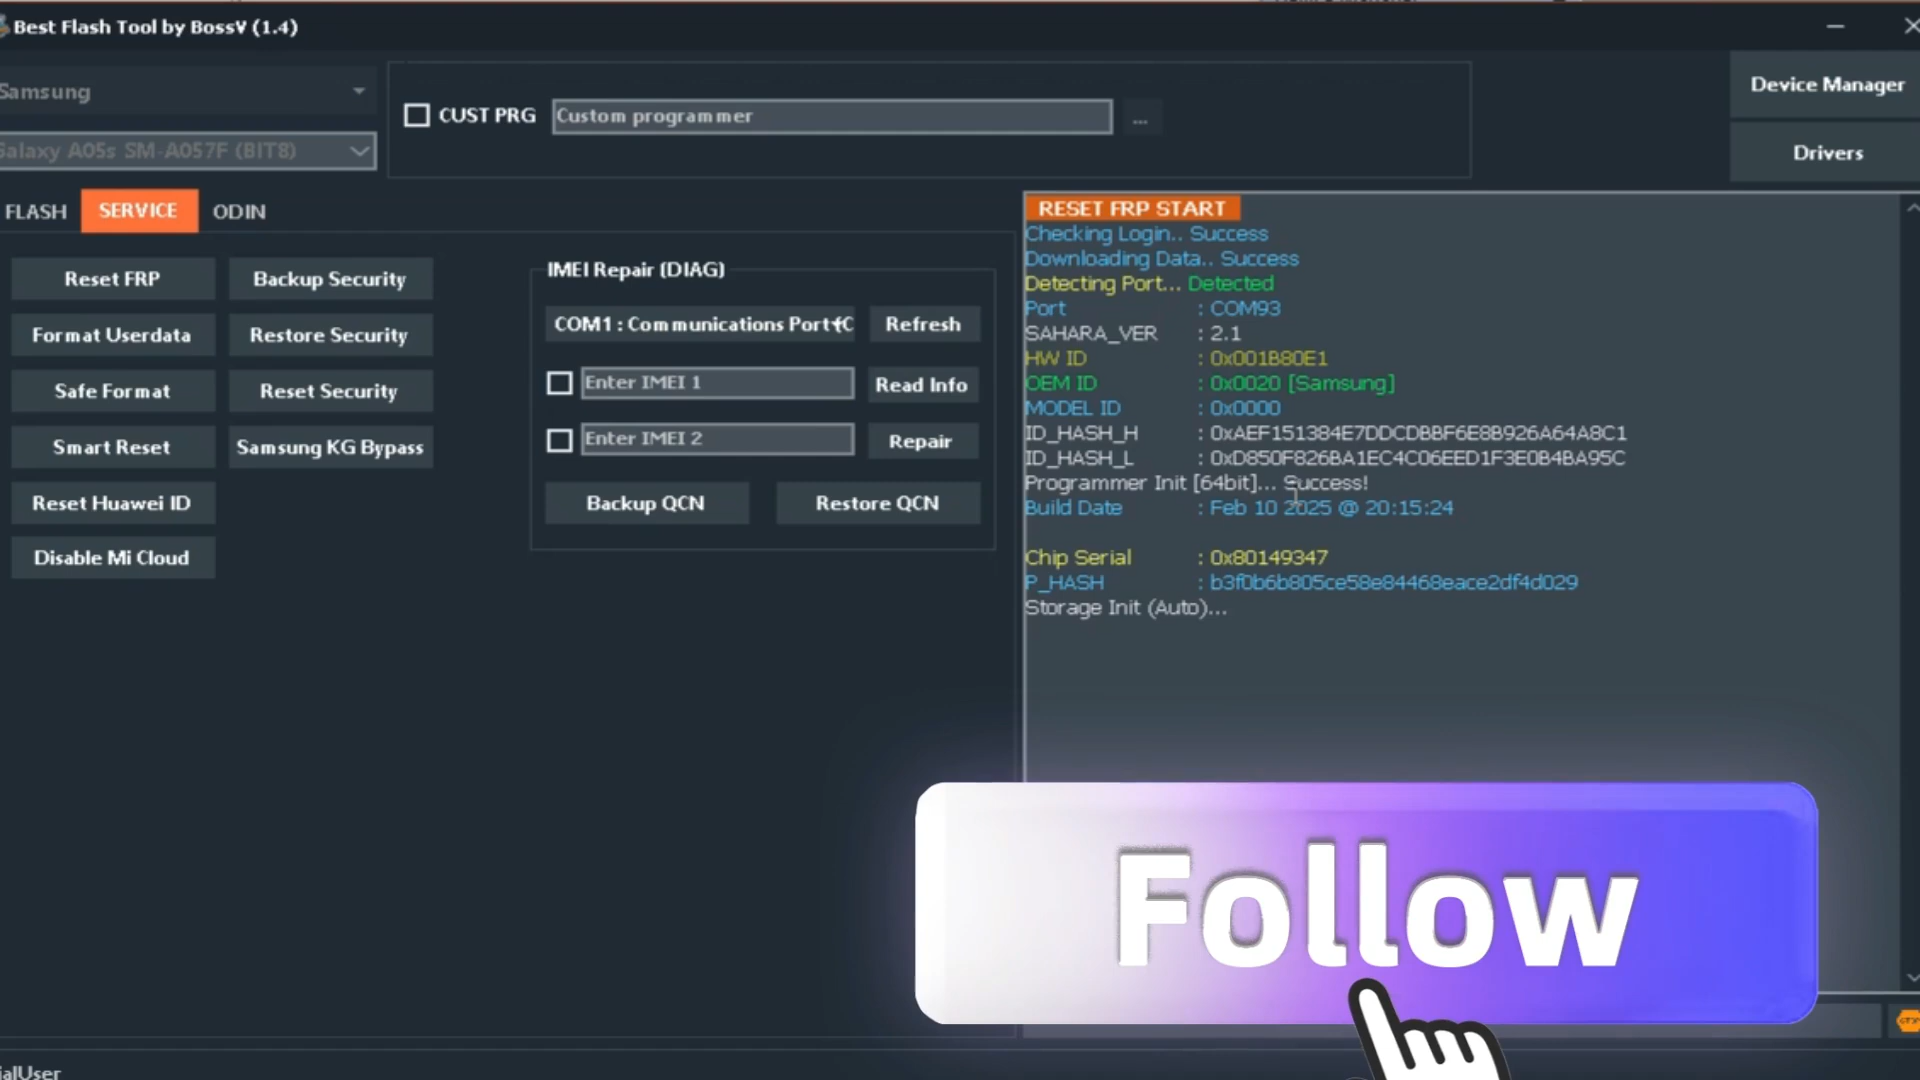 Best Flash Tool by BossV (1.4)
Samsung
CUST PRG
Custom programmer
...
Device Manager
Galaxy A05s SM-A057F (BIT8)
Drivers
FLASH
SERVICE
ODIN
Reset FRP
Backup Security
Format Userdata
Restore Security
Safe Format
Reset Security
Smart Reset
Samsung KG Bypass
Reset Huawei ID
Disable Mi Cloud
IMEI Repair (DIAG)
COM1 : Communications Port (C
Refresh
Enter IMEI 1
Read Info
Enter IMEI 2
Repair
Backup QCN
Restore QCN
RESET FRP START
Checking Login.. Success
Downloading Data.. Success
Detecting Port... Detected
Port : COM93
SAHARA_VER : 2.1
HW ID : 0x001B80E1
OEM ID : 0x0020 [Samsung]
MODEL ID : 0x0000
ID_HASH_H : 0xAEF151384E7DDCDBBF6E8B926A64A8C1
ID_HASH_L : 0xD850F826BA1EC4C06EED1F3E0B4BA95C
Programmer Init [64bit]... Success!
Build Date : Feb 10 2025 @ 20:15:24
Chip Serial : 0x80149347
P_HASH : b3f0b6b805ce58e84468eace2df4d029
Storage Init (Auto)...
Follow
ialUser